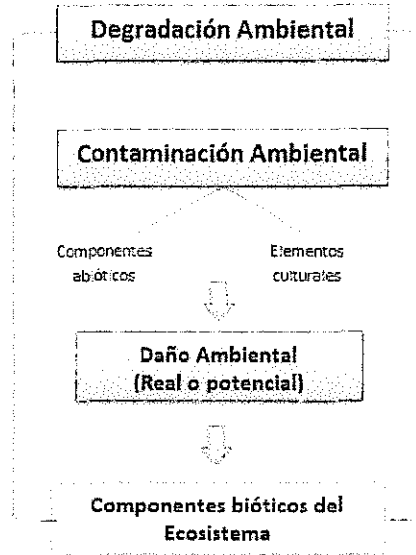 Degradación Ambiental
Contaminación Ambiental
Componentes
abióticos
Elementos
culturales
Daño Ambiental
(Real o potencial)
Componentes bióticos del
Ecosistema